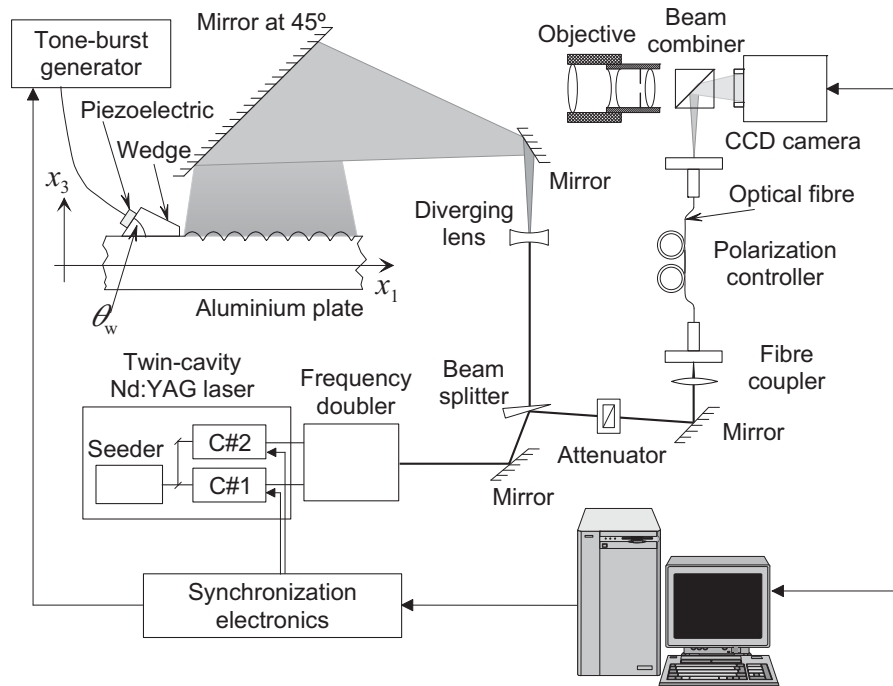 Tone-burst
generator
Mirror at 45º
Objective
Beam
combiner
CCD camera
Piezoelectric
Wedge
x3
x1
θw
Aluminium plate
Mirror
Diverging
lens
Optical fibre
Polarization
controller
Fibre
coupler
Mirror
Twin-cavity
Nd:YAG laser
Frequency
doubler
Beam
splitter
Attenuator
Mirror
Seeder
C#2
C#1
Synchronization
electronics